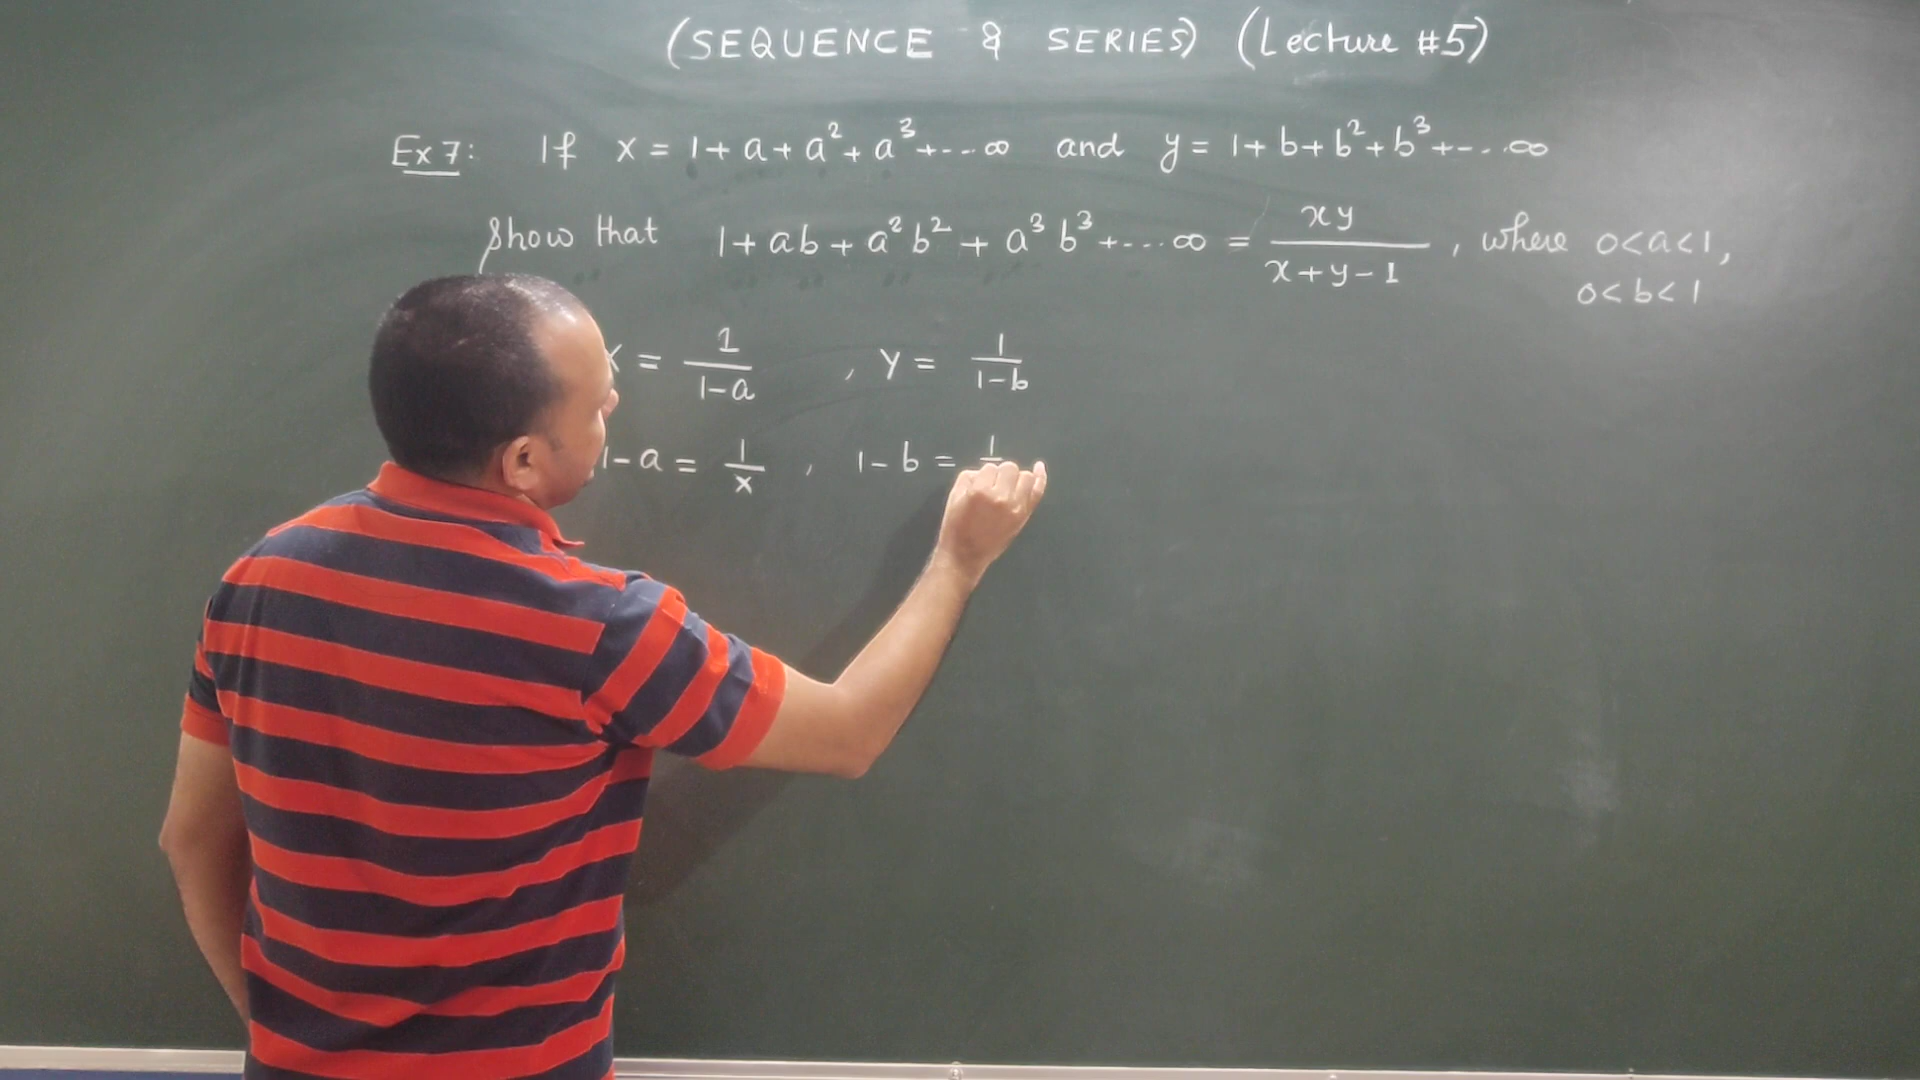 (SEQUENCE & SERIES) (Lecture #5)
Ex 7: If x = 1 + a + a² + a³ + --- ∞ and y = 1 + b + b² + b³ + --- ∞
Show that 1 + ab + a²b² + a³b³ + --- ∞ = xy / (x + y - 1), where 0 < a < 1,
0 < b < 1
x = 1/(1-a) , y = 1/(1-b)
1 - a = 1/x , 1 - b = 1